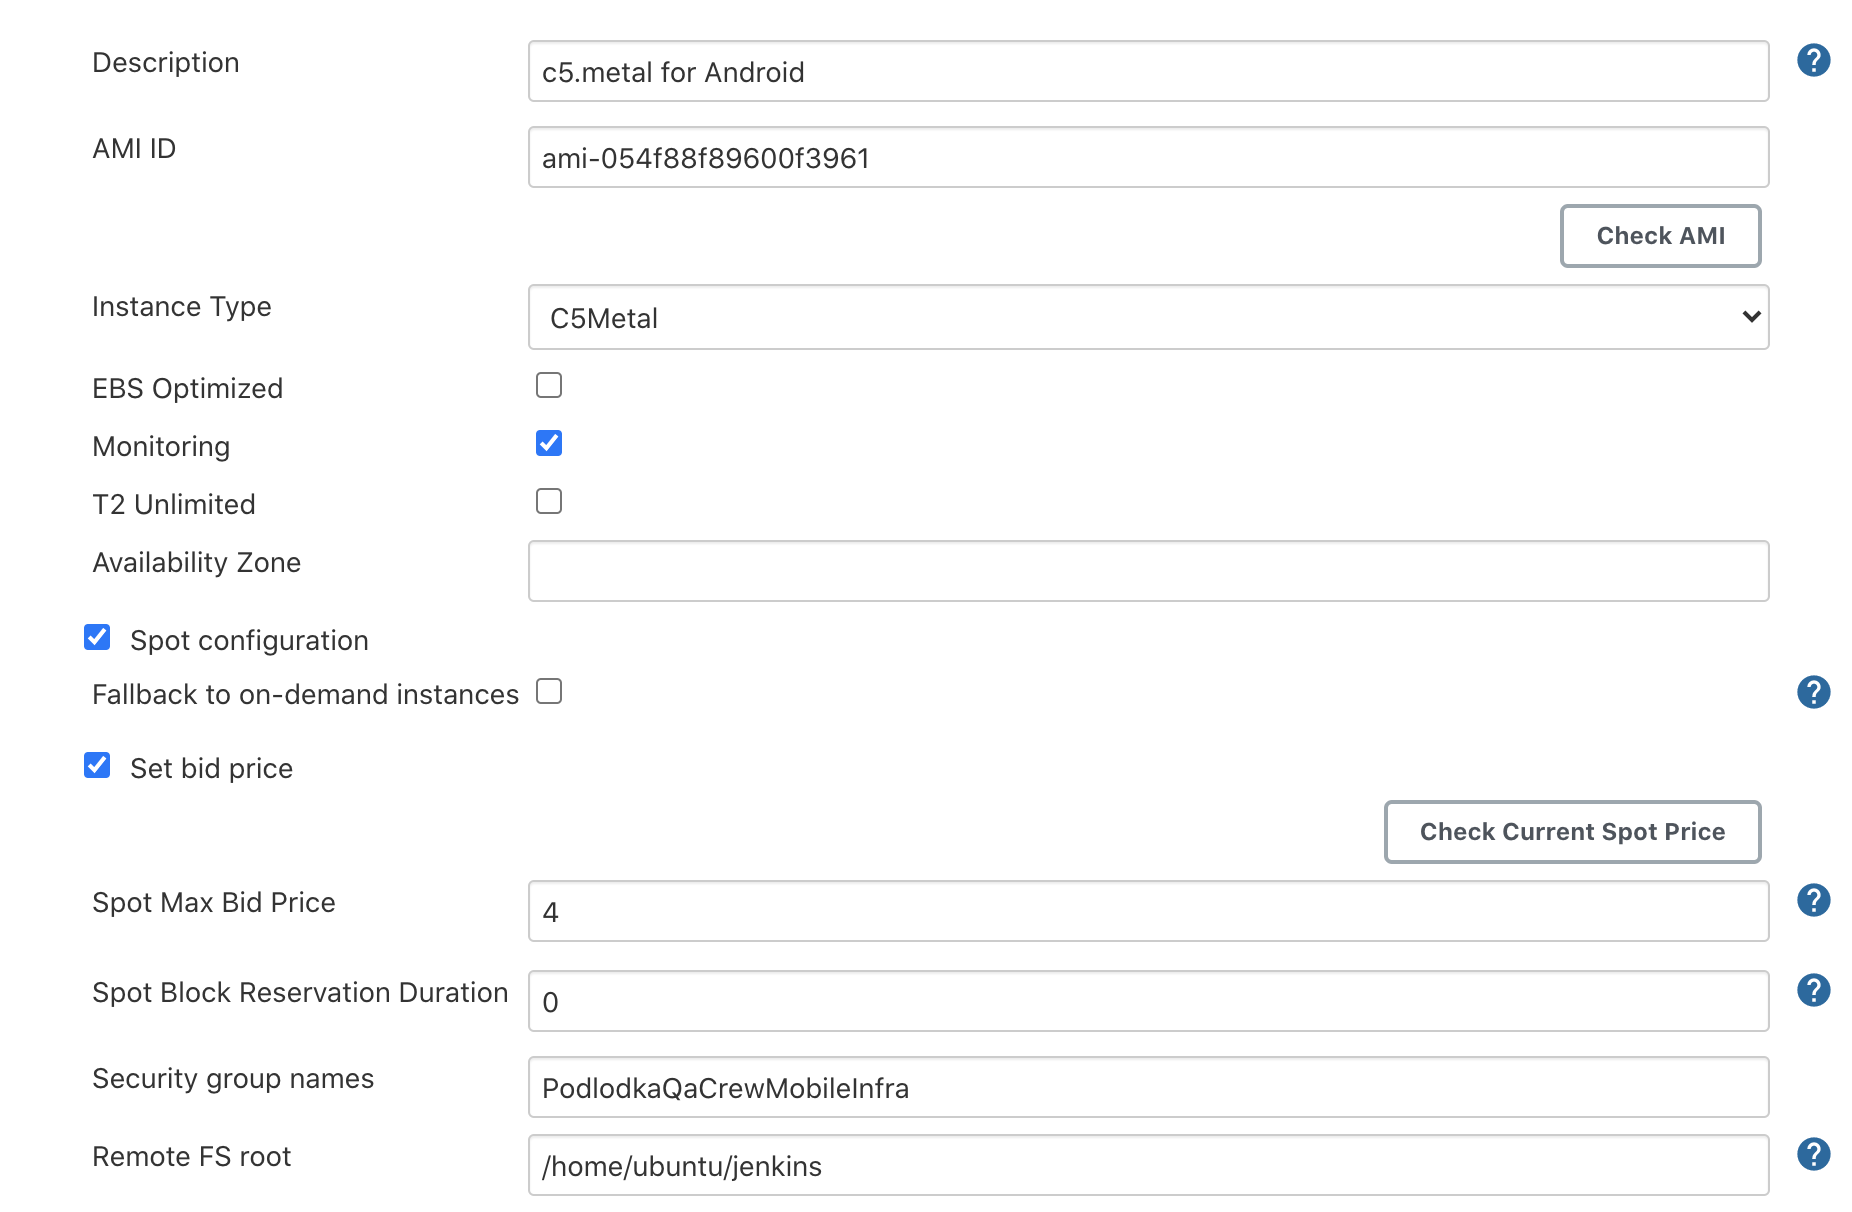 Description
c5.metal for Android
?
AMI ID
ami-054f88f89600f3961
Check AMI
Instance Type
C5Metal
EBS Optimized
Monitoring
T2 Unlimited
Availability Zone
Spot configuration
Fallback to on-demand instances
?
Set bid price
Check Current Spot Price
Spot Max Bid Price
4
?
Spot Block Reservation Duration
0
?
Security group names
PodlodkaQaCrewMobileInfra
Remote FS root
/home/ubuntu/jenkins
?